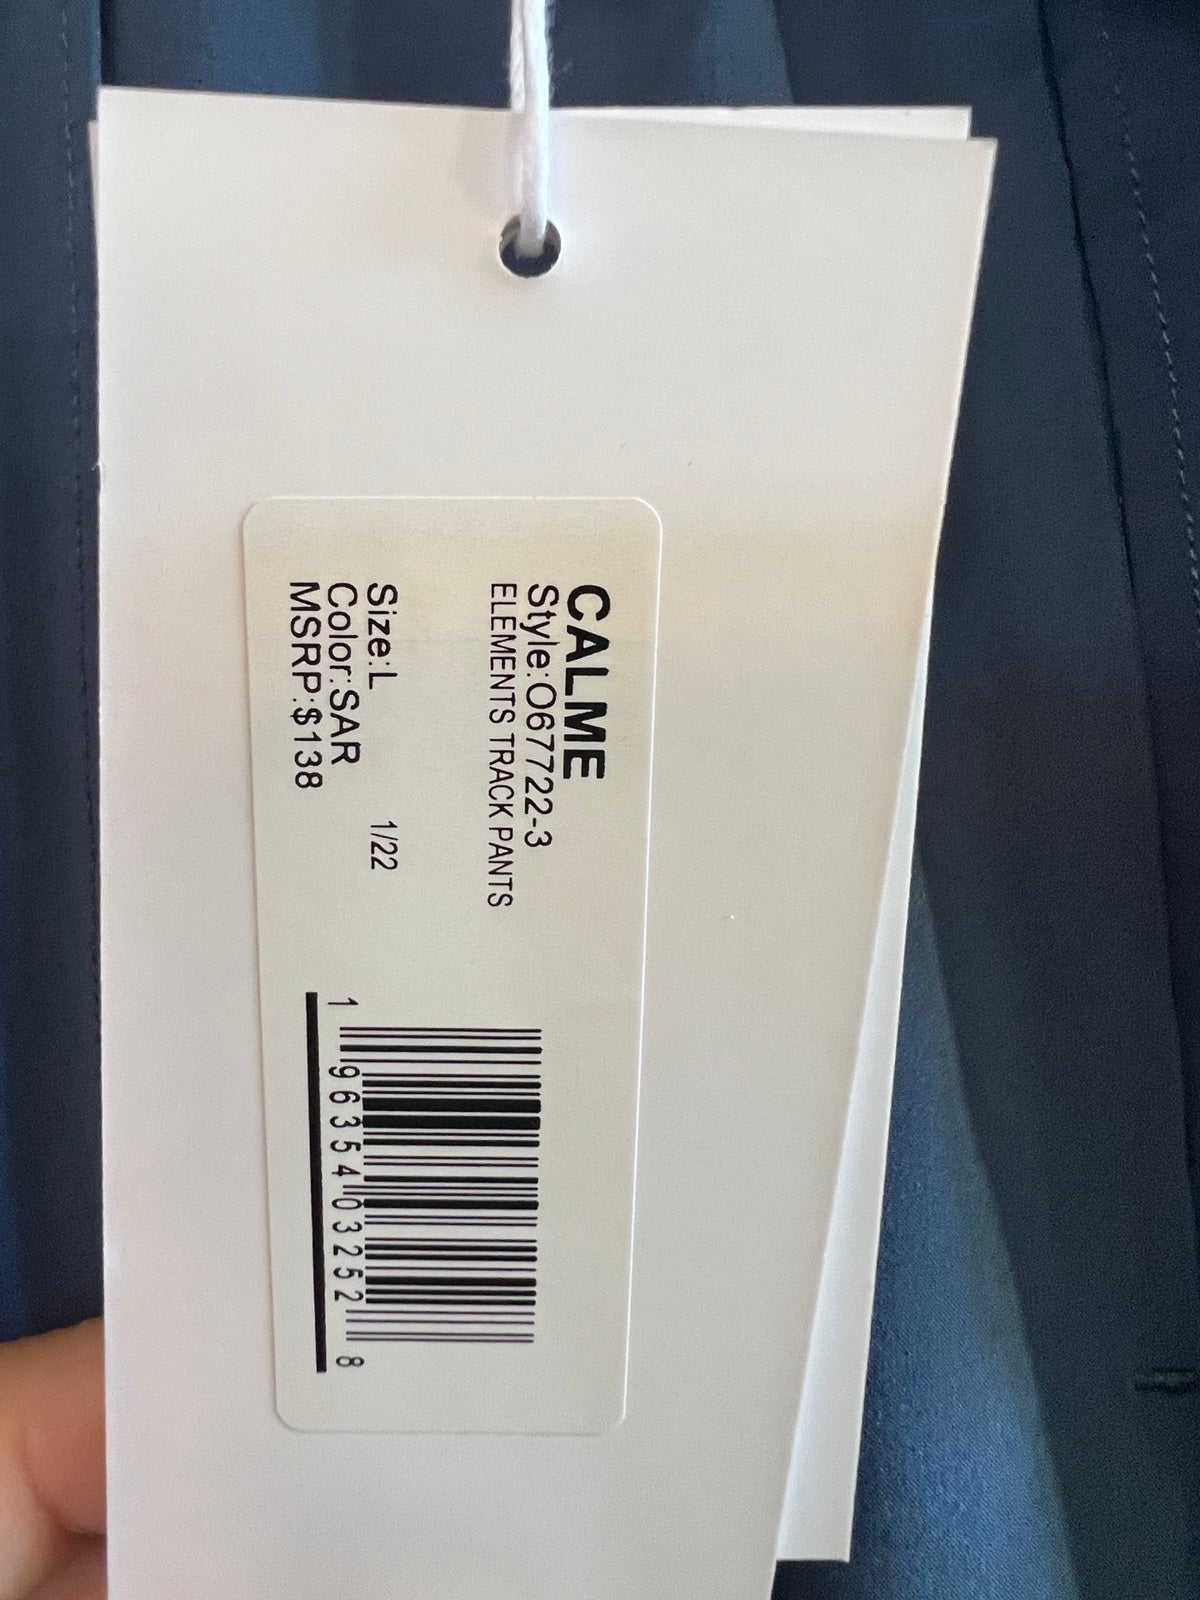 CALME
Style:O67722-3
ELEMENTS TRACK PANTS
Size:L 1/22
Color:SAR
MSRP:$138
1 96354 03252 8